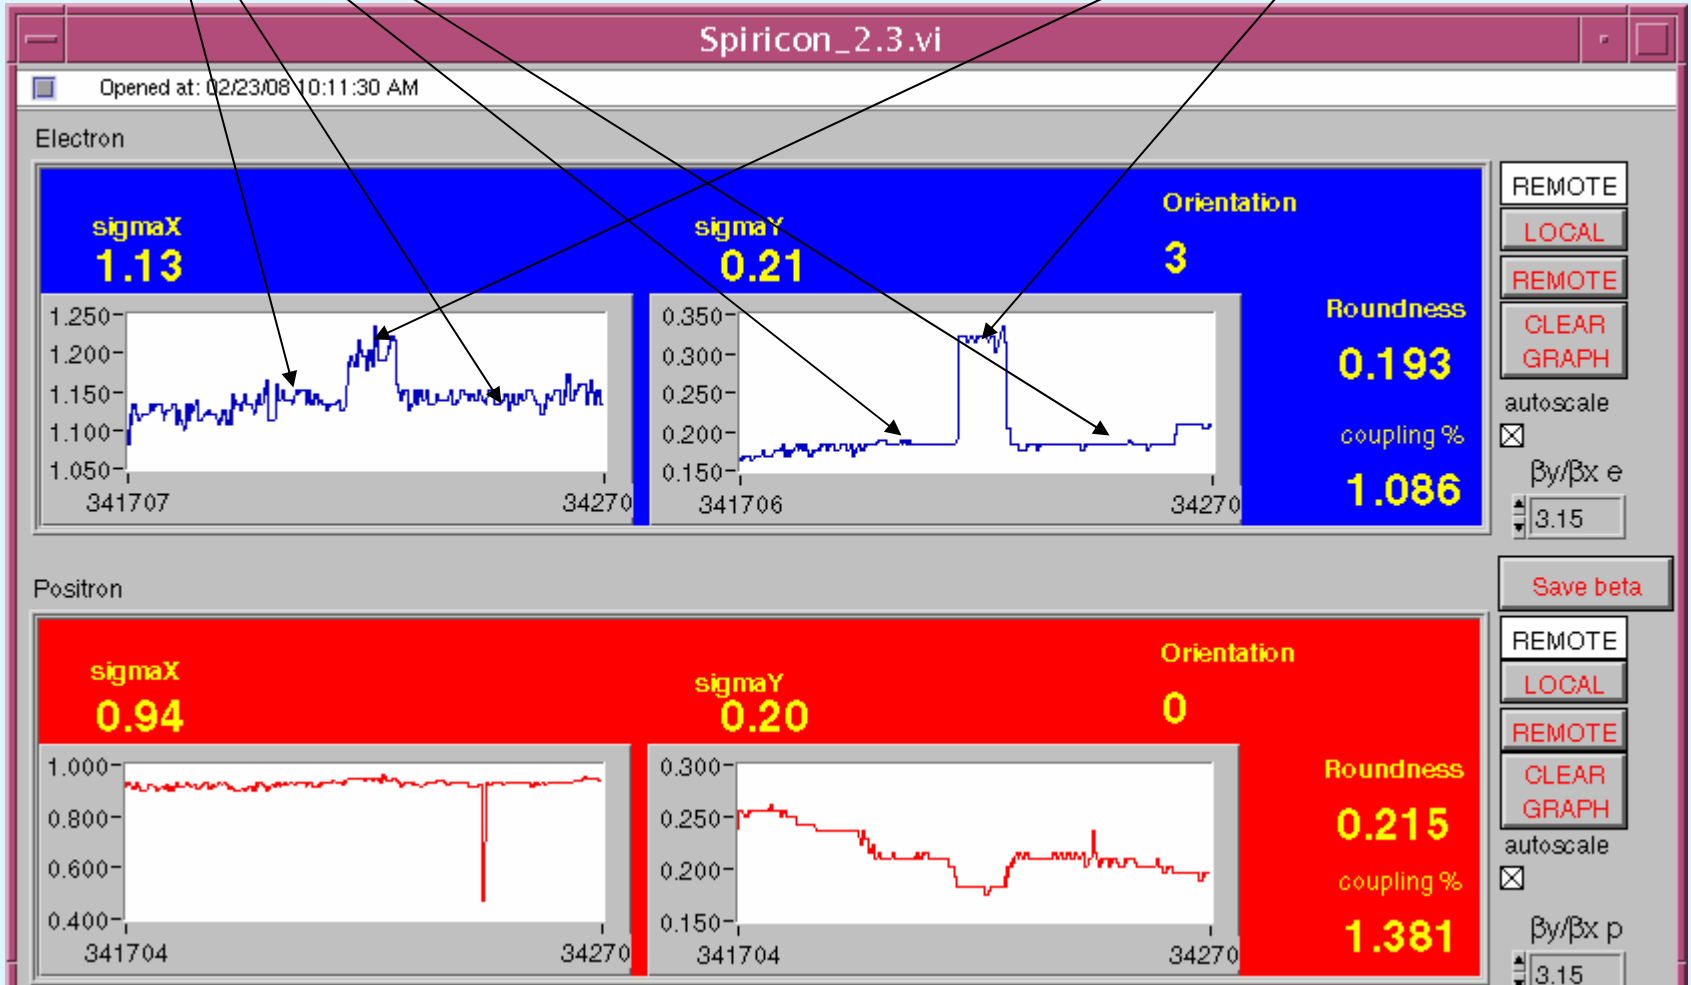 Spiricon_2.3.vi
Opened at: 02/23/08 10:11:30 AM
Electron
sigmaX
1.13
sigmaY
0.21
Orientation
3
1.250
1.200
1.150
1.100
1.050
341707
34270
0.350
0.300
0.250
0.200
0.150
341706
34270
Roundness
0.193
coupling %
1.086
REMOTE
LOCAL
REMOTE
CLEAR
GRAPH
autoscale
βy/βx e
3.15
Save beta
Positron
sigmaX
0.94
sigmaY
0.20
Orientation
0
1.000
0.800
0.600
0.400
341704
34270
0.300
0.250
0.200
0.150
341704
34270
Roundness
0.215
coupling %
1.381
REMOTE
LOCAL
REMOTE
CLEAR
GRAPH
autoscale
βy/βx p
3.15